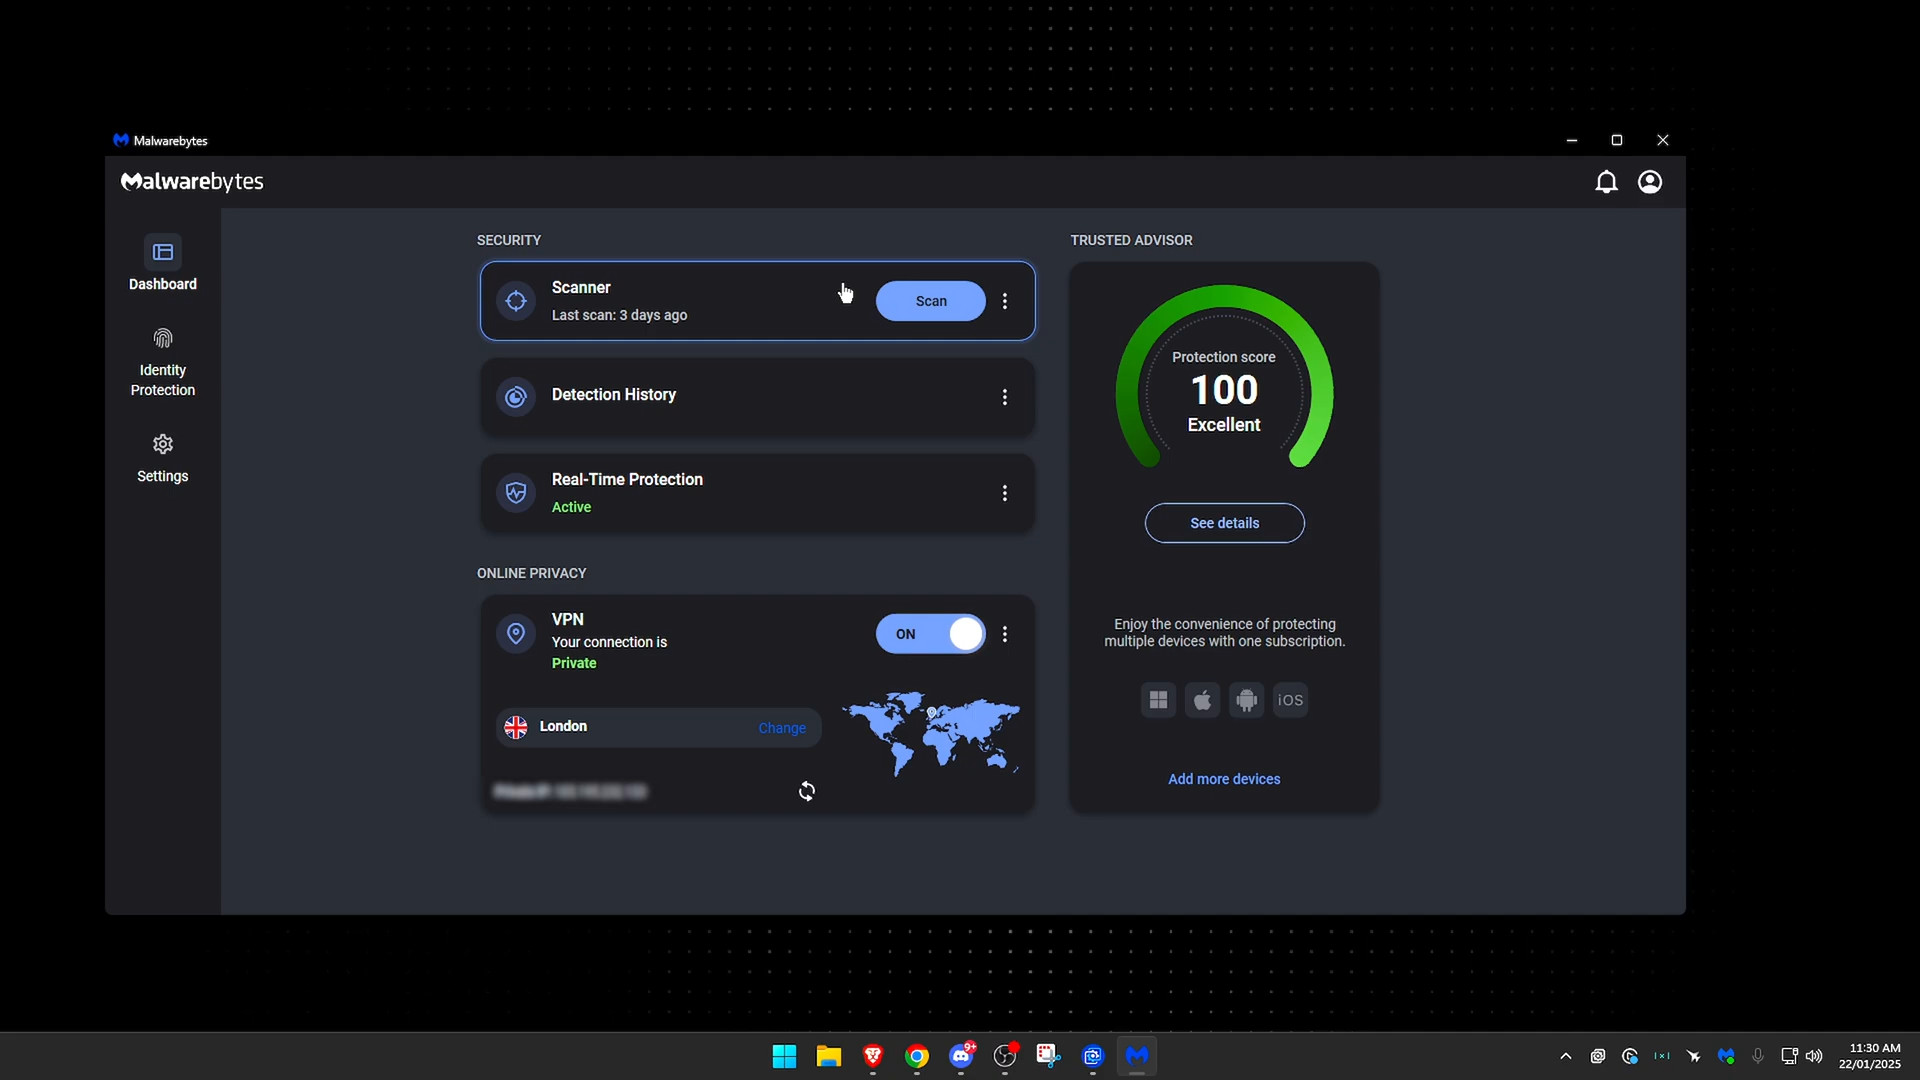 Malwarebytes
Malwarebytes
Dashboard
Identity
Protection
Settings
SECURITY
Scanner
Last scan: 3 days ago
Scan
Detection History
Real-Time Protection
Active
ONLINE PRIVACY
VPN
Your connection is
Private
ON
London
Change
TRUSTED ADVISOR
Protection score
100
Excellent
See details
Enjoy the convenience of protecting
multiple devices with one subscription.
iOS
Add more devices
9+
11:30 AM
22/01/2025